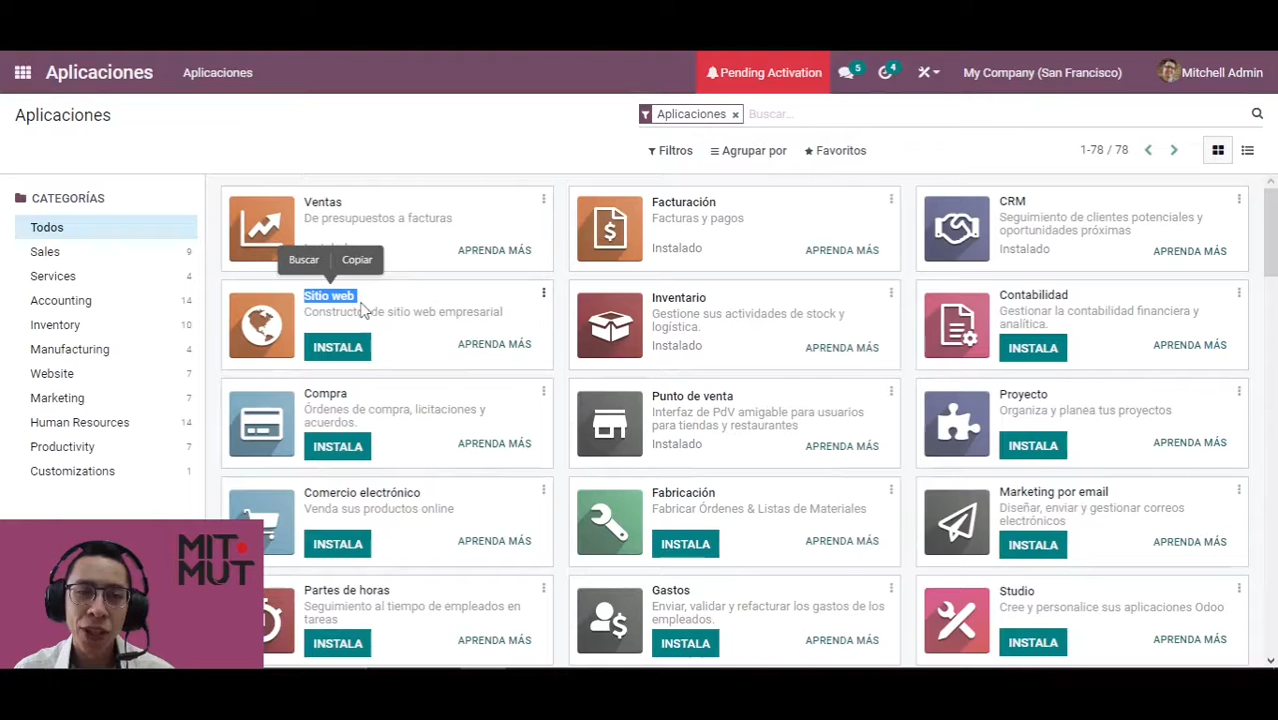 Aplicaciones
Aplicaciones
Pending Activation
5
4
My Company (San Francisco)
Mitchell Admin
Aplicaciones
Aplicaciones ×
Buscar...
Filtros
Agrupar por
Favoritos
1-78 / 78
CATEGORÍAS
Todos
Sales 9
Services 7
Accounting 14
Inventory 10
Manufacturing 4
Website 7
Marketing 7
Human Resources 14
Productivity 7
Customizations 1
Ventas
De presupuestos a facturas
APRENDA MÁS
Buscar
Copiar
Facturación
Facturas y pagos
Instalado
APRENDA MÁS
CRM
Seguimiento de clientes potenciales y
oportunidades próximas
Instalado
APRENDA MÁS
Sitio web
de sitio web empresarial
INSTALA
APRENDA MÁS
Inventario
Gestione sus actividades de stock y
logística.
Instalado
APRENDA MÁS
Contabilidad
Gestionar la contabilidad financiera y
analítica.
INSTALA
APRENDA MÁS
Compra
Órdenes de compra, licitaciones y
acuerdos.
INSTALA
APRENDA MÁS
Punto de venta
Interfaz de PdV amigable para usuarios
para tiendas y restaurantes
Instalado
APRENDA MÁS
Proyecto
Organiza y planea tus proyectos
INSTALA
APRENDA MÁS
Comercio electrónico
Venda sus productos online
INSTALA
APRENDA MÁS
Fabricación
Fabricar Órdenes & Listas de Materiales
INSTALA
APRENDA MÁS
Marketing por email
Diseñar, enviar y gestionar correos
electrónicos
INSTALA
APRENDA MÁS
Partes de horas
Seguimiento al tiempo de empleados en
tareas
INSTALA
APRENDA MÁS
Gastos
Enviar, validar y refacturar los gastos de los
empleados.
INSTALA
APRENDA MÁS
Studio
Cree y personalice sus aplicaciones Odoo
INSTALA
APRENDA MÁS
MIT
MUT